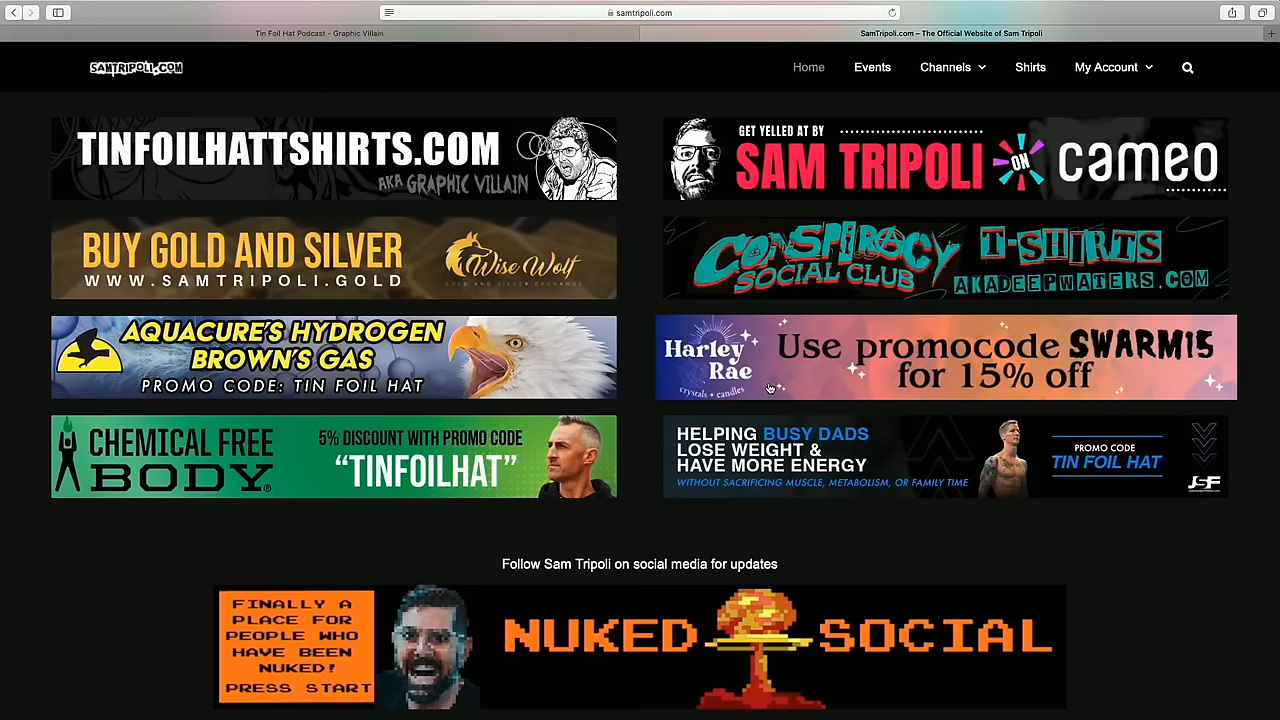 samtripoli.com
Tin Foil Hat Podcast - Graphic Villain
SamTripoli.com – The Official Website of Sam Tripoli
SAMTRIPOLI.COM
Home
Events
Channels
Shirts
My Account
TINFOILHATTSHIRTS.COM
AKA GRAPHIC VILLAIN
GET YELLED AT BY
SAM TRIPOLI ON cameo
BUY GOLD AND SILVER
WWW.SAMTRIPOLI.GOLD
Wise Wolf
GOLD AND SILVER EXCHANGE
CONSPIRACY
SOCIAL CLUB
T-SHIRTS
AKADEEPWATERS.COM
AQUACURE'S HYDROGEN
BROWN'S GAS
PROMO CODE: TIN FOIL HAT
Harley
Rae
crystals + candles
Use promocode SWARM15
for 15% off
CHEMICAL FREE
BODY®
5% DISCOUNT WITH PROMO CODE
“TINFOILHAT”
HELPING BUSY DADS
LOSE WEIGHT &
HAVE MORE ENERGY
WITHOUT SACRIFICING MUSCLE, METABOLISM, OR FAMILY TIME
PROMO CODE
TIN FOIL HAT
JSF
Follow Sam Tripoli on social media for updates
FINALLY A
PLACE FOR
PEOPLE WHO
HAVE BEEN
NUKED!
PRESS START
NUKED SOCIAL